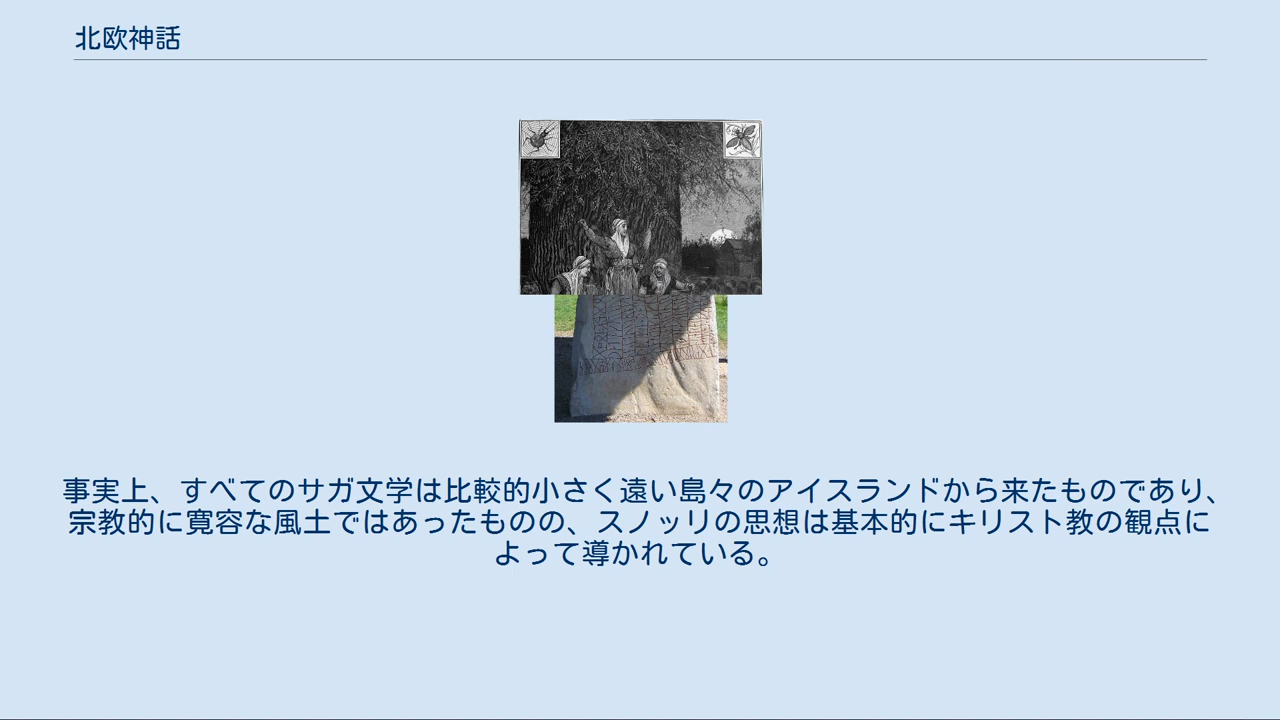 北欧神話
事実上、すべてのサガ文学は比較的小さく遠い島々のアイスランドから来たものであり、
宗教的に寛容な風土ではあったものの、スノッリの思想は基本的にキリスト教の観点に
よって導かれている。